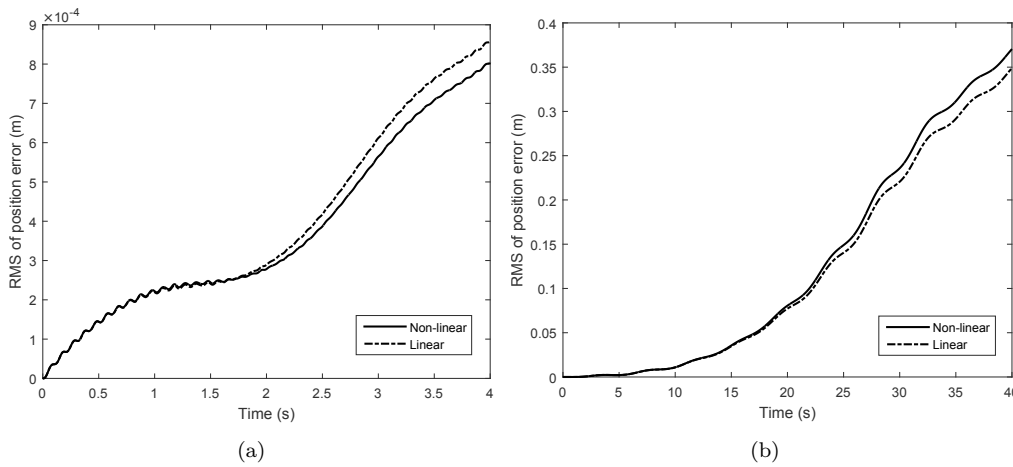 ×10⁻⁴
9
8
7
6
5
4
3
2
1
0
RMS of position error (m)
Non-linear
Linear
0 0.5 1 1.5 2 2.5 3 3.5 4
Time (s)
(a)
0.4
0.35
0.3
0.25
0.2
0.15
0.1
0.05
0
RMS of position error (m)
Non-linear
Linear
0 5 10 15 20 25 30 35 40
Time (s)
(b)